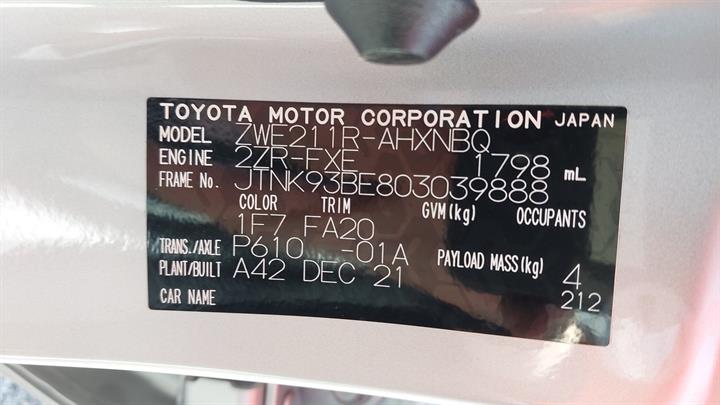 TOYOTA MOTOR CORPORATION JAPAN
MODEL ZWE211R-AHXNBQ
ENGINE 2ZR-FXE 1798 mL
FRAME No. JTNK93BE803039888
COLOR TRIM GVM(kg) OCCUPANTS
1F7 FA20
TRANS./AXLE P610 -01A PAYLOAD MASS(kg) 4
PLANT/BUILT A42 DEC 21
CAR NAME 212